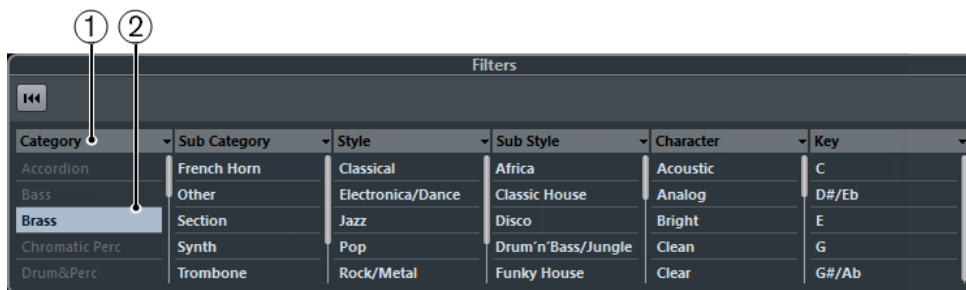 1 2
Filters
Category Sub Category Style Sub Style Character Key
Accordion French Horn Classical Africa Acoustic C
Bass Other Electronica/Dance Classic House Analog D#/Eb
Brass Section Jazz Disco Bright E
Chromatic Perc Synth Pop Drum´n´Bass/Jungle Clean G
Drum&Perc Trombone Rock/Metal Funky House Clear G#/Ab